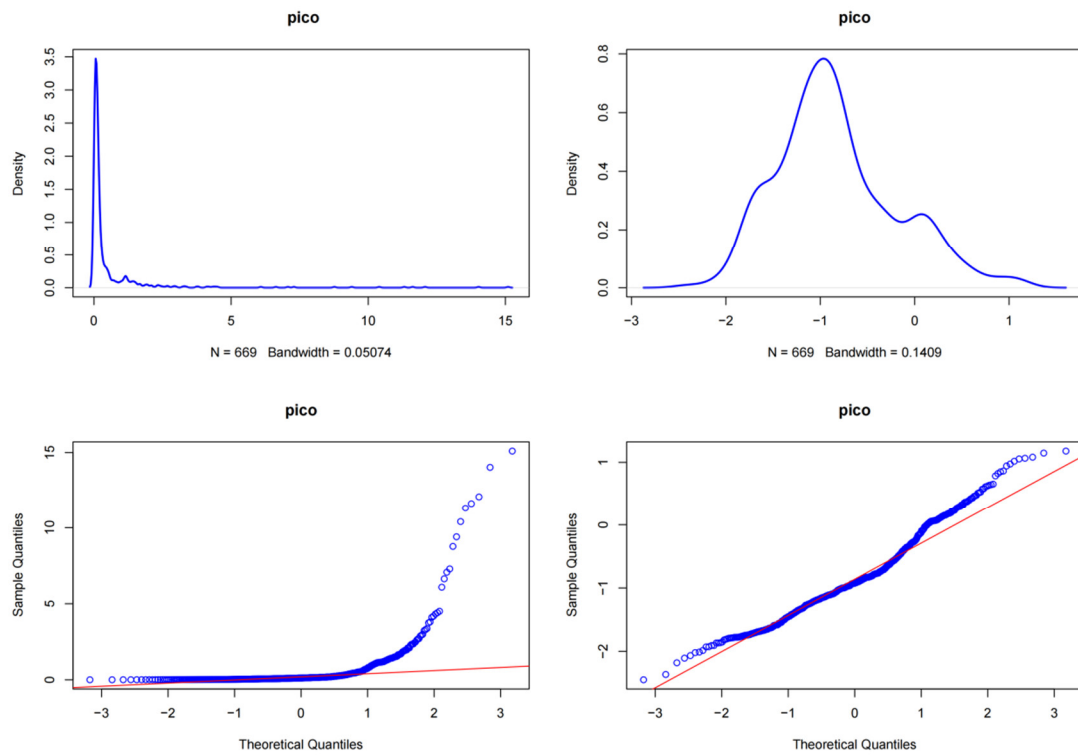 pico
Density
0.0 0.5 1.0 1.5 2.0 2.5 3.0 3.5
0 5 10 15
N = 669 Bandwidth = 0.05074
pico
Density
0.0 0.2 0.4 0.6 0.8
−3 −2 −1 0 1
N = 669 Bandwidth = 0.1409
pico
Sample Quantiles
0 5 10 15
−3 −2 −1 0 1 2 3
Theoretical Quantiles
pico
Sample Quantiles
−2 −1 0 1
−3 −2 −1 0 1 2 3
Theoretical Quantiles